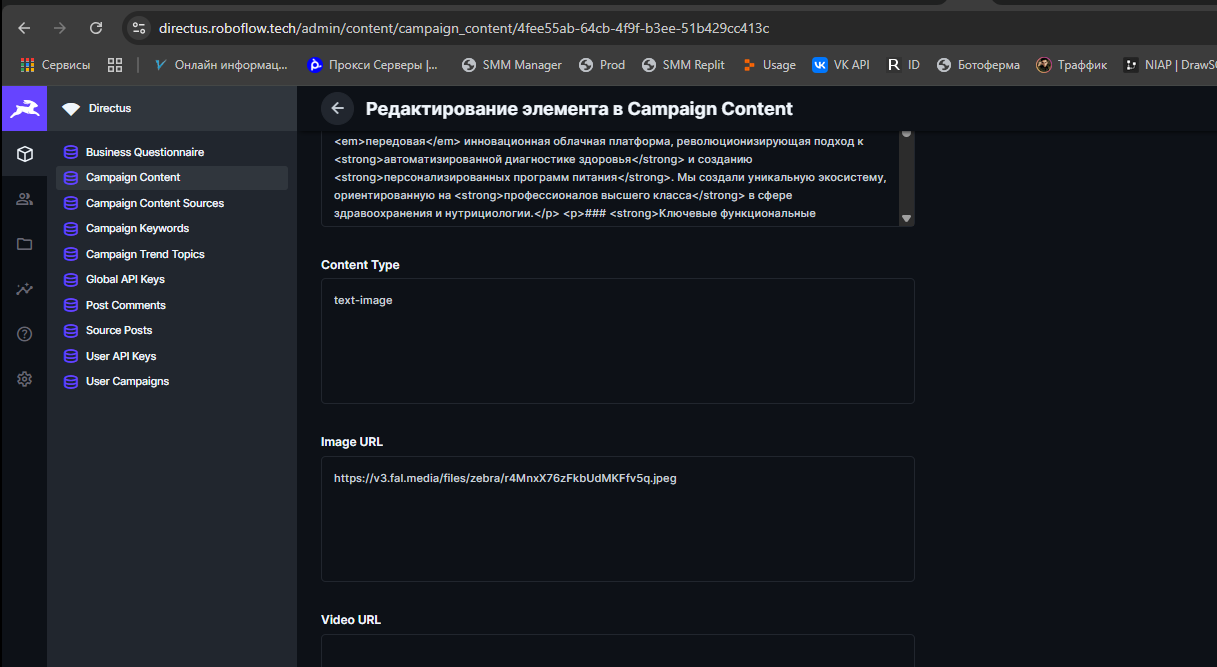 directus.roboflow.tech/admin/content/campaign_content/4fee55ab-64cb-4f9f-b3ee-51b429cc413c
Сервисы
Онлайн информац...
Прокси Серверы |...
SMM Manager
Prod
SMM Replit
Usage
VK API
R ID
Ботоферма
Траффик
NIAP | DrawSQ
Directus
Business Questionnaire
Campaign Content
Campaign Content Sources
Campaign Keywords
Campaign Trend Topics
Global API Keys
Post Comments
Source Posts
User API Keys
User Campaigns
Редактирование элемента в Campaign Content
<em>передовая</em> инновационная облачная платформа, революционизирующая подход к
<strong>автоматизированной диагностике здоровья</strong> и созданию
<strong>персонализированных программ питания</strong>. Мы создали уникальную экосистему,
ориентированную на <strong>профессионалов высшего класса</strong> в сфере
здравоохранения и нутрициологии.</p> <p>### <strong>Ключевые функциональные
Content Type
text-image
Image URL
https://v3.fal.media/files/zebra/r4MnxX76zFkbUdMKFfv5q.jpeg
Video URL